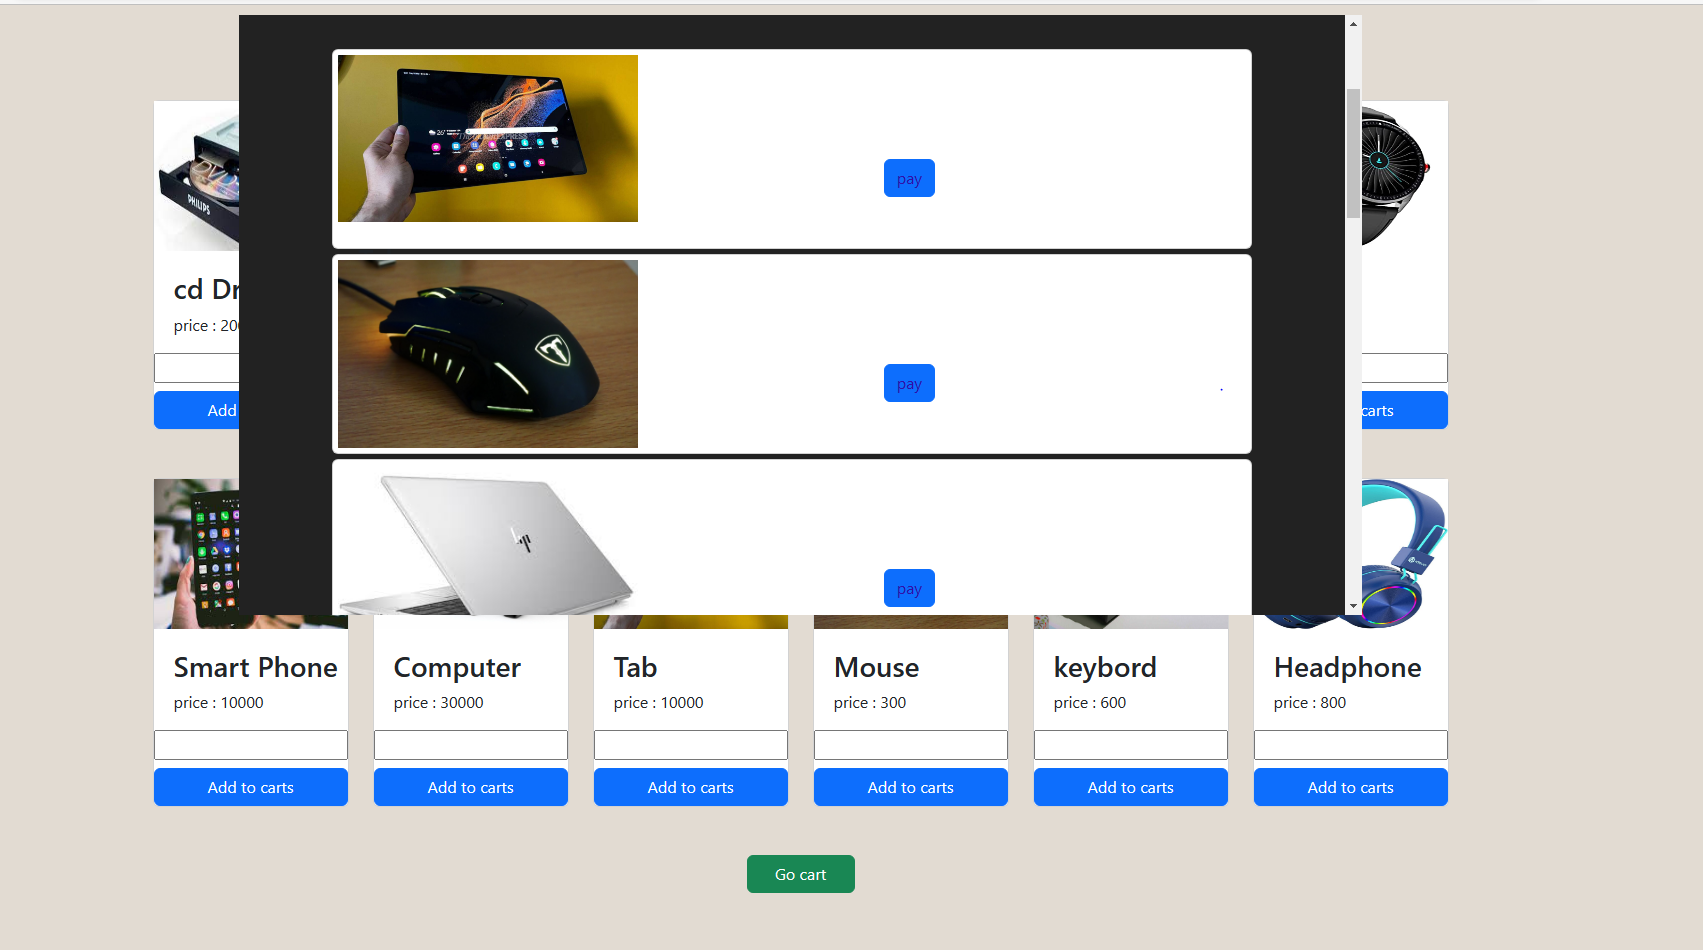 pay
PHILIPS
cd Dr
price : 200
pay
Add
carts
pay
Smart Phone
Computer
Tab
Mouse
keybord
Headphone
price : 10000
price : 30000
price : 10000
price : 300
price : 600
price : 800
Add to carts
Add to carts
Add to carts
Add to carts
Add to carts
Add to carts
Go cart